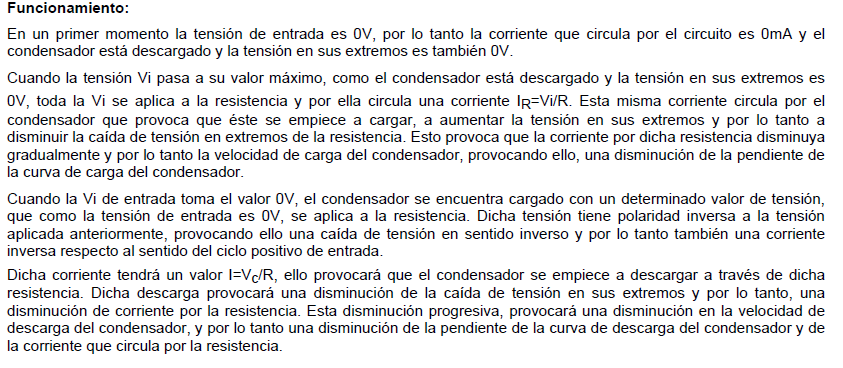 Funcionamiento:
En un primer momento la tensión de entrada es 0V, por lo tanto la corriente que circula por el circuito es 0mA y el
condensador está descargado y la tensión en sus extremos es también 0V.
Cuando la tensión Vi pasa a su valor máximo, como el condensador está descargado y la tensión en sus extremos es
0V, toda la Vi se aplica a la resistencia y por ella circula una corriente IR=Vi/R. Esta misma corriente circula por el
condensador que provoca que éste se empiece a cargar, a aumentar la tensión en sus extremos y por lo tanto a
disminuir la caída de tensión en extremos de la resistencia. Esto provoca que la corriente por dicha resistencia disminuya
gradualmente y por lo tanto la velocidad de carga del condensador, provocando ello, una disminución de la pendiente de
la curva de carga del condensador.
Cuando la Vi de entrada toma el valor 0V, el condensador se encuentra cargado con un determinado valor de tensión,
que como la tensión de entrada es 0V, se aplica a la resistencia. Dicha tensión tiene polaridad inversa a la tensión
aplicada anteriormente, provocando ello una caída de tensión en sentido inverso y por lo tanto también una corriente
inversa respecto al sentido del ciclo positivo de entrada.
Dicha corriente tendrá un valor I=Vc/R, ello provocará que el condensador se empiece a descargar a través de dicha
resistencia. Dicha descarga provocará una disminución de la caída de tensión en sus extremos y por lo tanto, una
disminución de corriente por la resistencia. Esta disminución progresiva, provocará una disminución en la velocidad de
descarga del condensador, y por lo tanto una disminución de la pendiente de la curva de descarga del condensador y de
la corriente que circula por la resistencia.